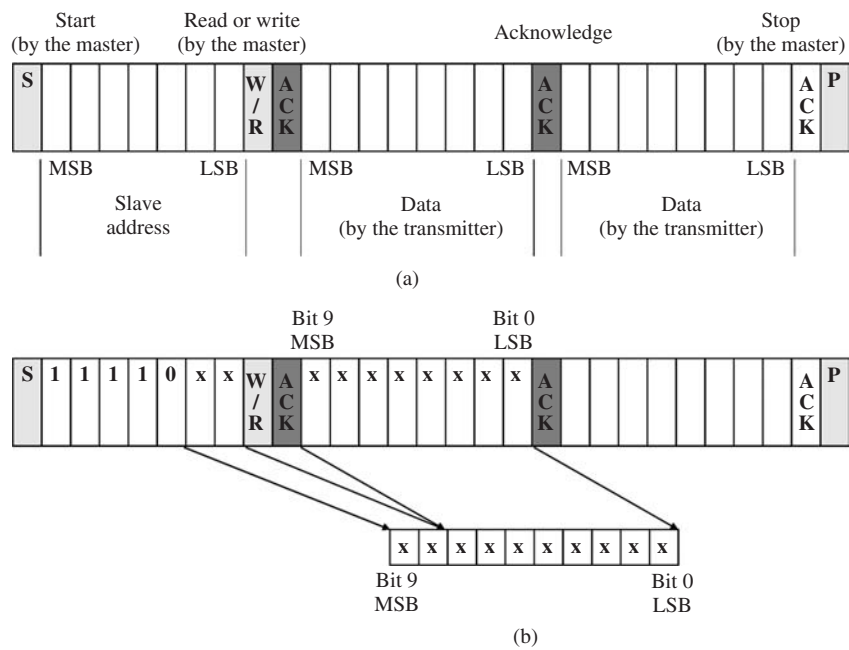 Start
(by the master)
Read or write
(by the master)
Acknowledge
Stop
(by the master)
S
W
/
R
A
C
K
A
C
K
A
C
K
P
MSB
LSB
MSB
LSB
MSB
LSB
Slave
address
Data
(by the transmitter)
Data
(by the transmitter)
(a)
Bit 9
MSB
Bit 0
LSB
S 1 1 1 1 0 x x
W
/
R
A
C
K
x x x x x x x x
A
C
K
A
C
K
P
x x x x x x x x x x
Bit 9
MSB
Bit 0
LSB
(b)